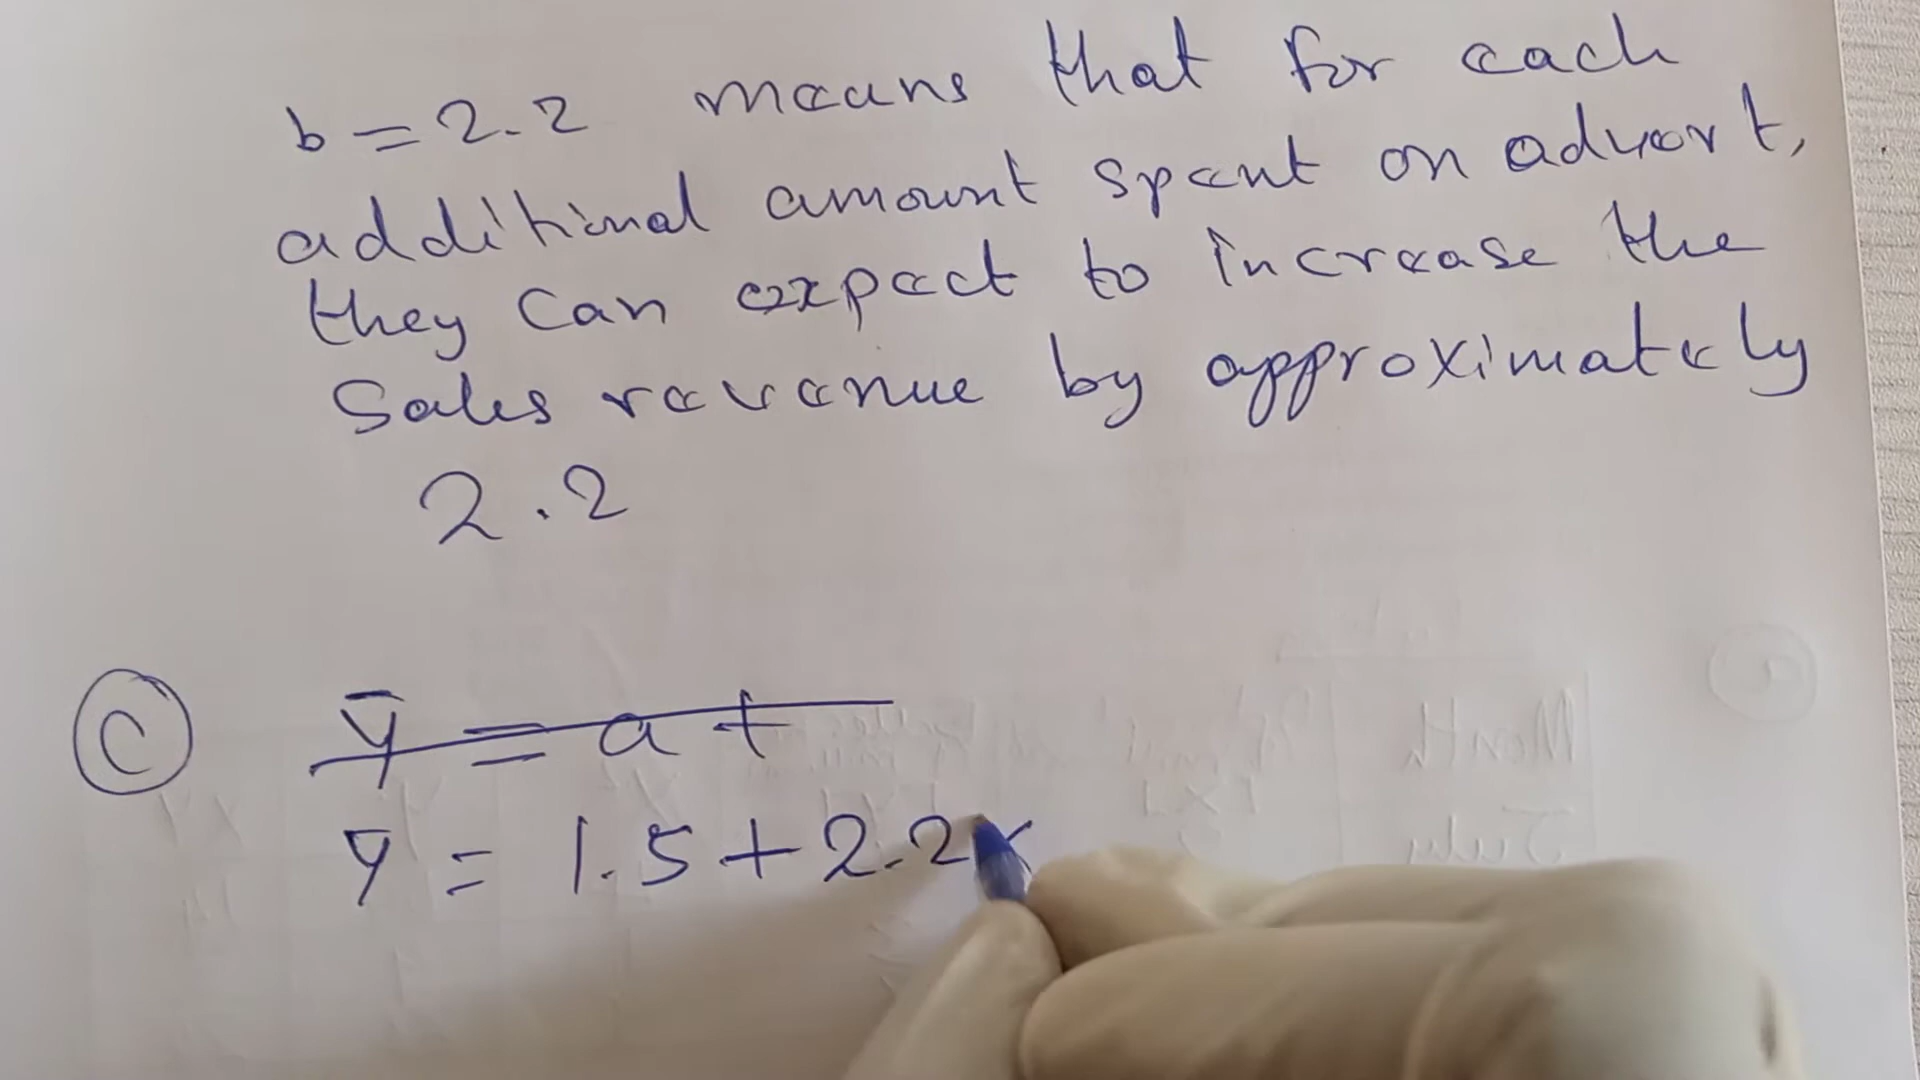 b = 2.2 means that for each
additional amount spent on advert,
they can expect to increase the
Sales revenue by approximately
2.2
C ȳ = a +
ȳ = 1.5 + 2.2x